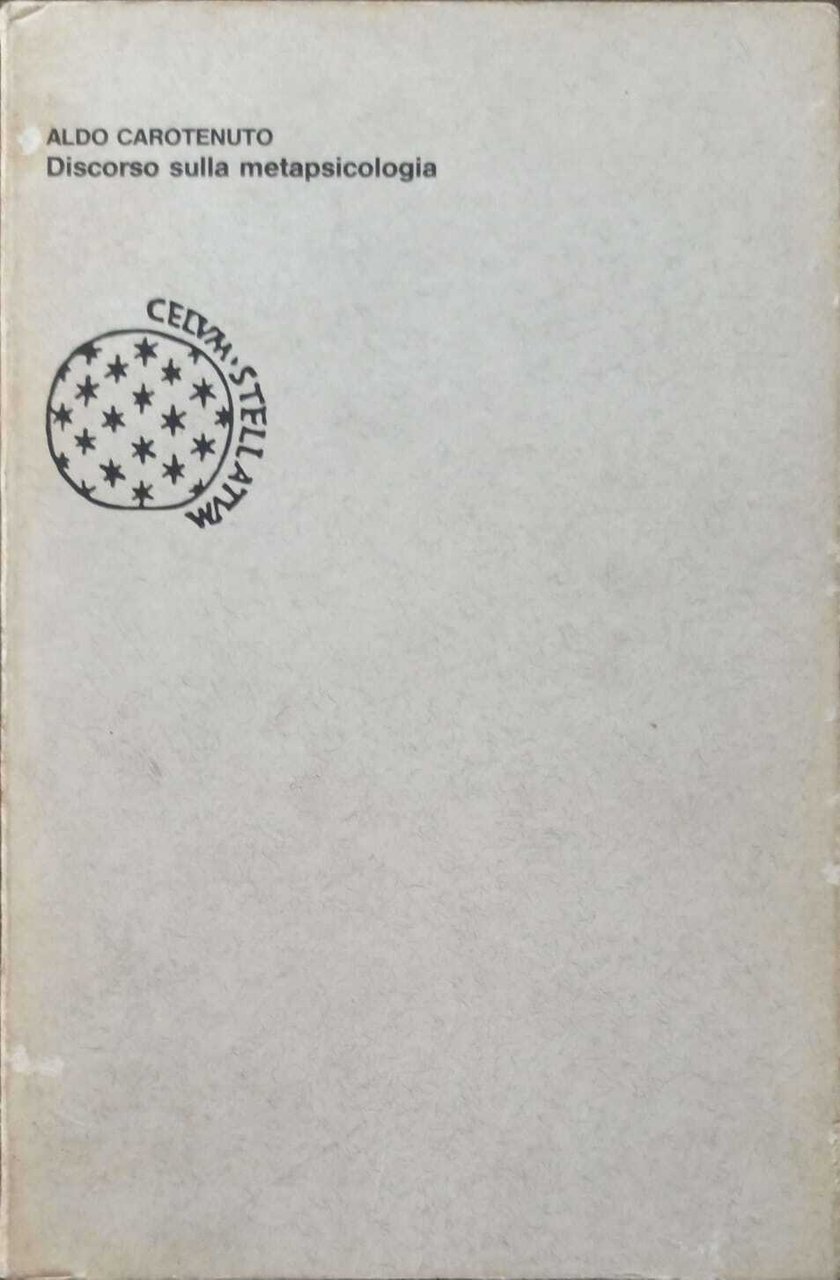 ALDO CAROTENUTO
Discorso sulla metapsicologia
CELVM · STELLATVM